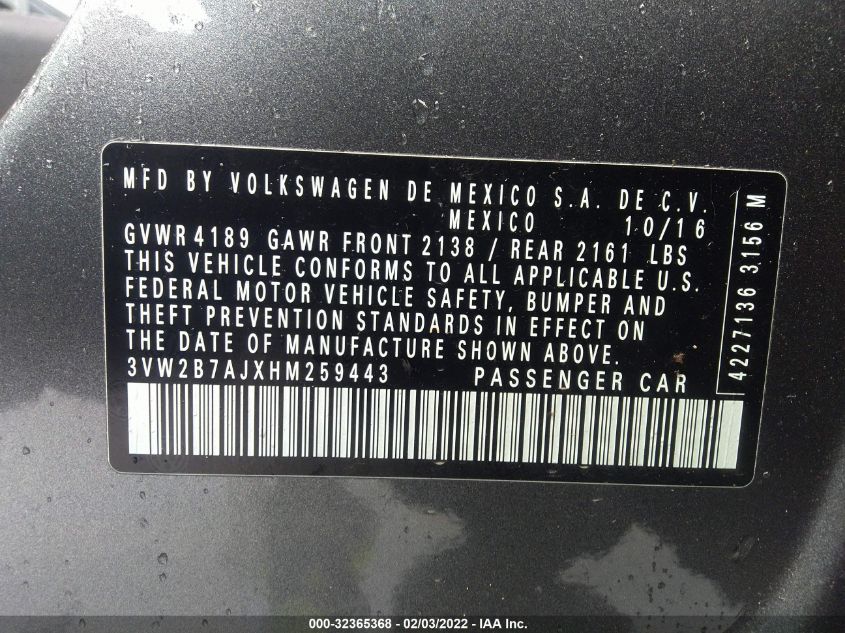 MFD BY VOLKSWAGEN DE MEXICO S.A. DE C.V.
MEXICO 10/16
GVWR 4189 GAWR FRONT 2138 / REAR 2161 LBS
THIS VEHICLE CONFORMS TO ALL APPLICABLE U.S.
FEDERAL MOTOR VEHICLE SAFETY, BUMPER AND
THEFT PREVENTION STANDARDS IN EFFECT ON
THE DATE OF MANUFACTURE SHOWN ABOVE.
3VW2B7AJXHM259443 PASSENGER CAR
4227136 3156 M
000-32365368 - 02/03/2022 - IAA Inc.